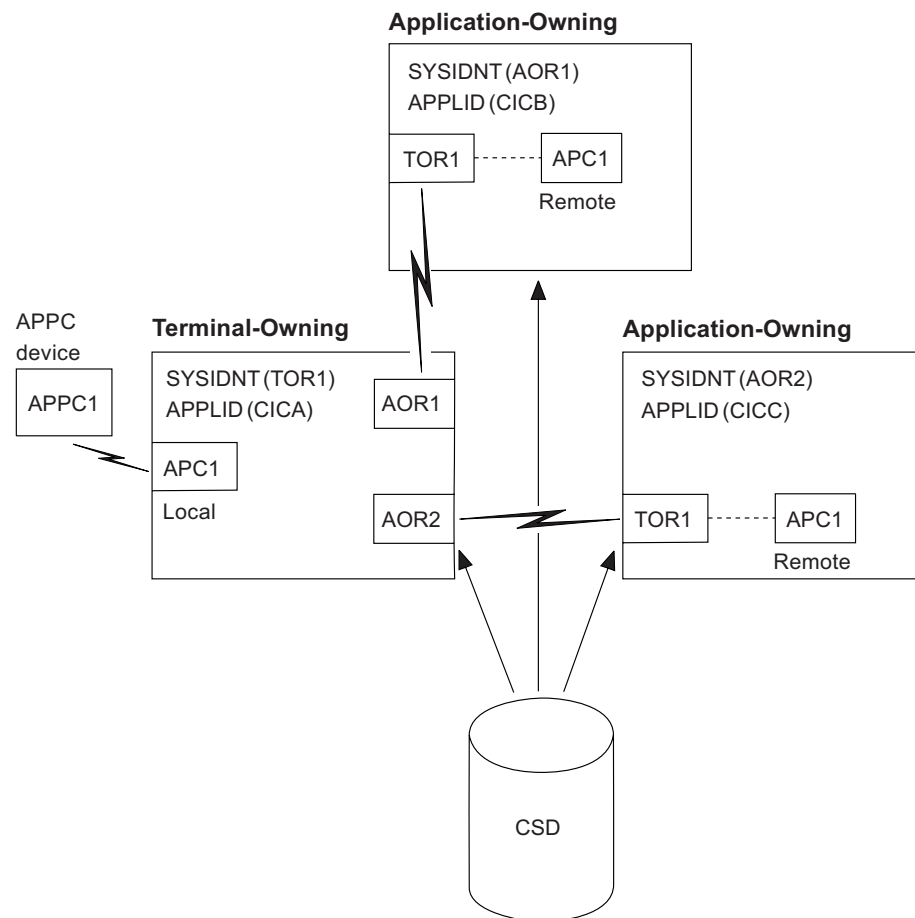 Application-Owning
SYSIDNT (AOR1)
APPLID (CICB)
TOR1
APC1
Remote
APPC
device
APPC1
Terminal-Owning
SYSIDNT (TOR1)
APPLID (CICA)
AOR1
APC1
Local
AOR2
Application-Owning
SYSIDNT (AOR2)
APPLID (CICC)
TOR1
APC1
Remote
CSD